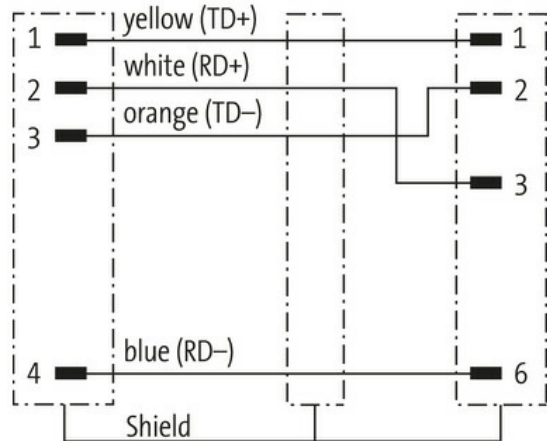 yellow (TD+)
1 1
white (RD+)
2 2
orange (TD–)
3
3
blue (RD–)
4 6
Shield